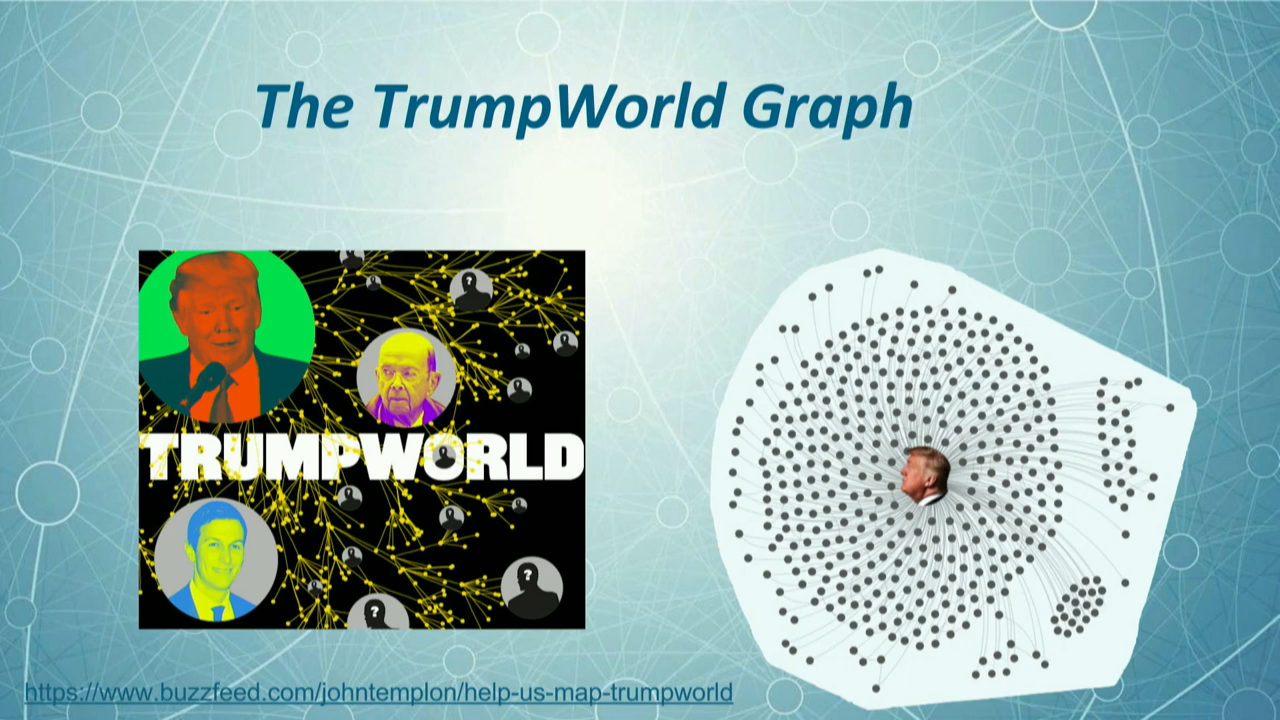 The TrumpWorld Graph
TRUMPWORLD
?
?
?
https://www.buzzfeed.com/johntemplon/help-us-map-trumpworld